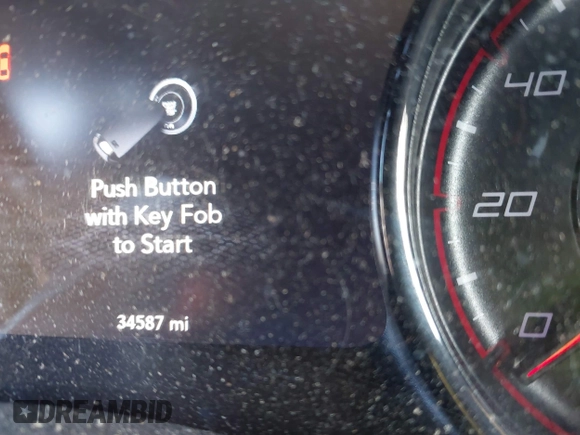 40
Push Button
with Key Fob
to Start
20
34587 mi
0
DREAMBID